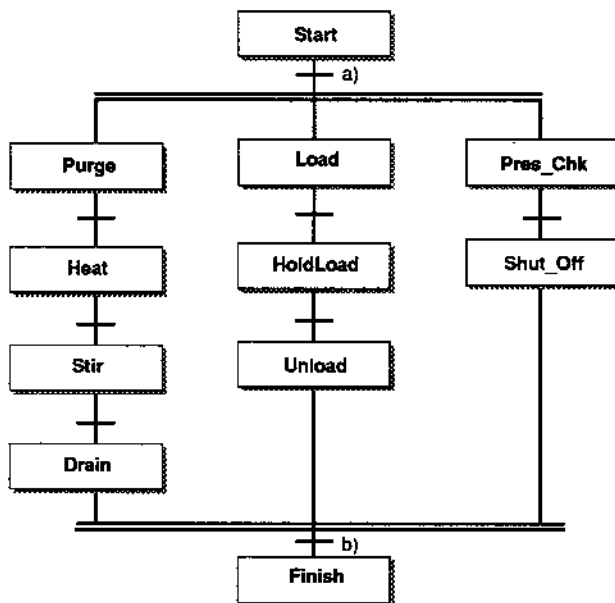 Start
a)
Purge
Load
Pres_Chk
Heat
HoldLoad
Shut_Off
Stir
Unload
Drain
b)
Finish